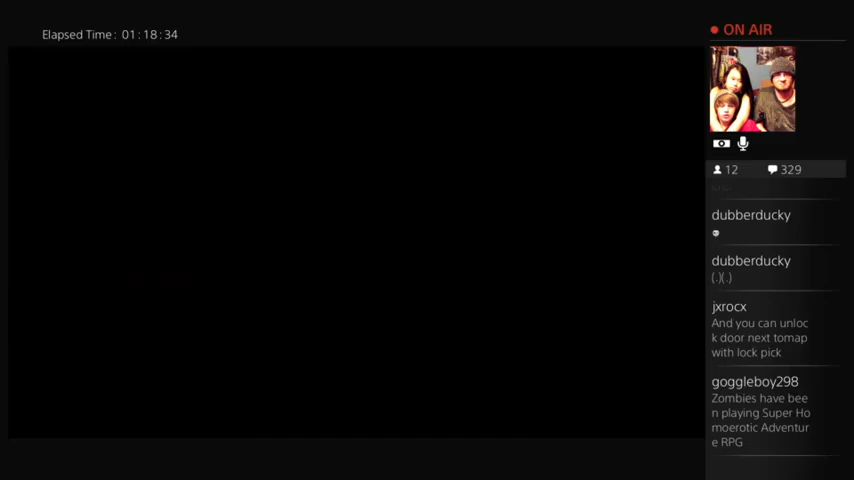 Elapsed Time: 01:18:34
ON AIR
12
329
dubberducky
dubberducky
(.)(.)
jxrocx
And you can unloc
k door next tomap
with lock pick
goggleboy298
Zombies have bee
n playing Super Ho
moerotic Adventur
e RPG